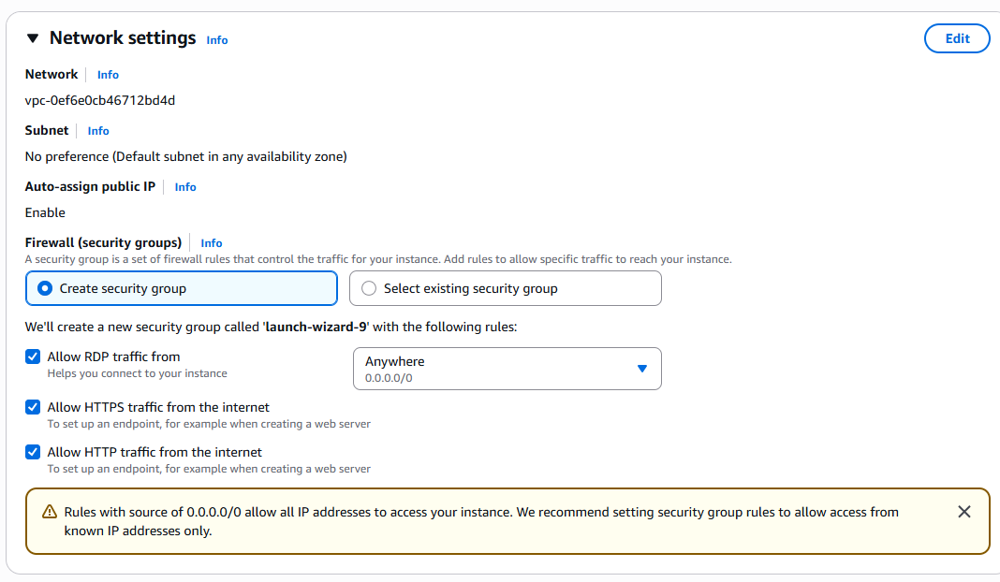 Network settings Info
Edit
Network Info
vpc-0ef6e0cb46712bd4d
Subnet Info
No preference (Default subnet in any availability zone)
Auto-assign public IP Info
Enable
Firewall (security groups) Info
A security group is a set of firewall rules that control the traffic for your instance. Add rules to allow specific traffic to reach your instance.
Create security group
Select existing security group
We'll create a new security group called 'launch-wizard-9' with the following rules:
Allow RDP traffic from
Helps you connect to your instance
Anywhere
0.0.0.0/0
Allow HTTPS traffic from the internet
To set up an endpoint, for example when creating a web server
Allow HTTP traffic from the internet
To set up an endpoint, for example when creating a web server
Rules with source of 0.0.0.0/0 allow all IP addresses to access your instance. We recommend setting security group rules to allow access from
known IP addresses only.